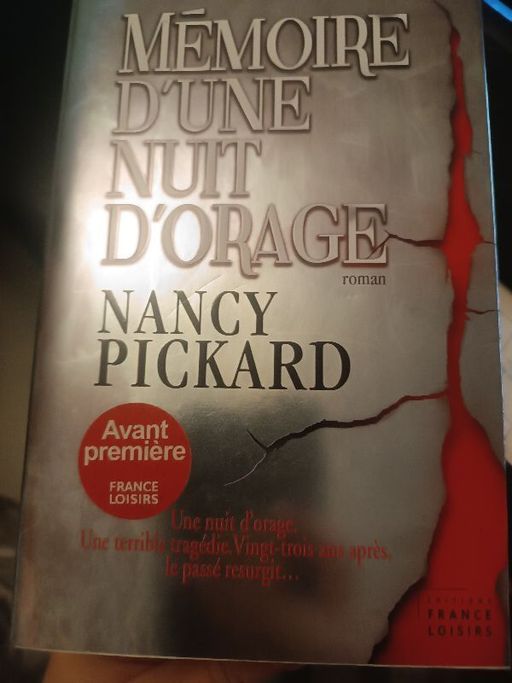 MÉMOIRE
D'UNE
NUIT
D'ORAGE
roman
NANCY
PICKARD
Avant
première
FRANCE
LOISIRS
Une nuit d'orage.
Une terrible tragédie. Vingt-trois ans après,
le passé resurgit...
ÉDITIONS
FRANCE
LOISIRS